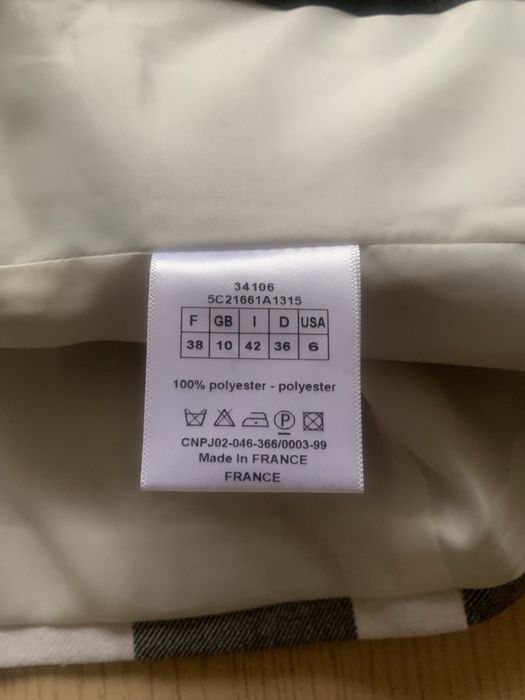 34106
5C21661A1315
F GB I D USA
38 10 42 36 6
100% polyester - polyester
P
CNPJ02-046-366/0003-99
Made In FRANCE
FRANCE